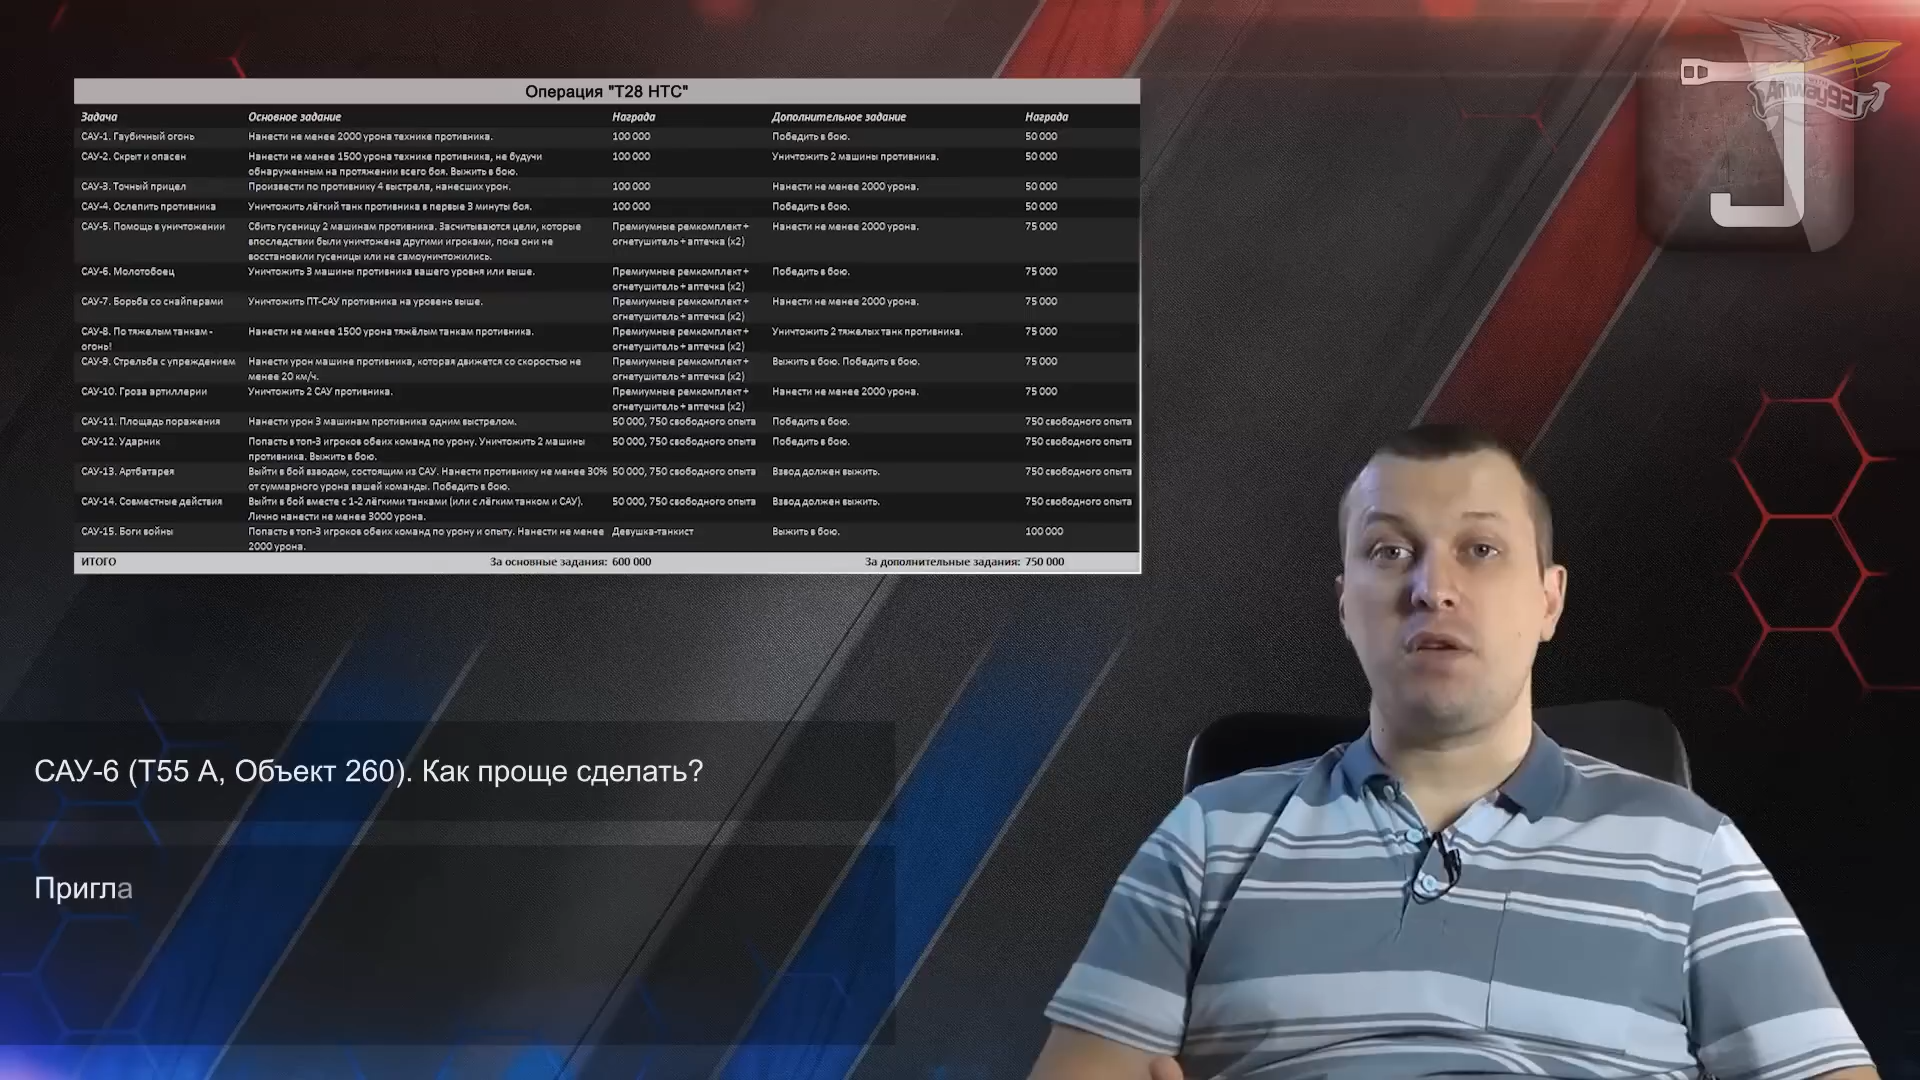 Операция "Т28 HTC"
Задача Основное задание Награда Дополнительное задание Награда
САУ-1. Гаубичный огонь Нанести не менее 2000 урона технике противника. 100 000 Победить в бою. 50 000
САУ-2. Скрыт и опасен Нанести не менее 1500 урона технике противника, не будучи 100 000 Уничтожить 2 машины противника. 50 000
обнаруженным на протяжении всего боя. Выжить в бою.
САУ-3. Точный прицел Произвести по противнику 4 выстрела, нанесших урон. 100 000 Нанести не менее 2000 урона. 50 000
САУ-4. Ослепить противника Уничтожить лёгкий танк противника в первые 3 минуты боя. 100 000 Победить в бою. 50 000
САУ-5. Помощь в уничтожении Сбить гусеницу 2 машинам противника. Засчитываются цели, которые Премиумные ремкомплект + Нанести не менее 2000 урона. 75 000
впоследствии были уничтожена другими игроками, пока они не огнетушитель + аптечка (x2)
восстановили гусеницы или не самоуничтожились.
САУ-6. Молотобоец Уничтожить 3 машины противника вашего уровня или выше. Премиумные ремкомплект + Победить в бою. 75 000
огнетушитель + аптечка (x2)
САУ-7. Борьба со снайперами Уничтожить ПТ-САУ противника на уровень выше. Премиумные ремкомплект + Нанести не менее 2000 урона. 75 000
огнетушитель + аптечка (x2)
САУ-8. По тяжелым танкам - Нанести не менее 1500 урона тяжёлым танкам противника. Премиумные ремкомплект + Уничтожить 2 тяжелых танк противника. 75 000
огонь! огнетушитель + аптечка (x2)
САУ-9. Стрельба с упреждением Нанести урон машине противника, которая движется со скоростью не Премиумные ремкомплект + Выжить в бою. Победить в бою. 75 000
менее 20 км/ч. огнетушитель + аптечка (x2)
САУ-10. Гроза артиллерии Уничтожить 2 САУ противника. Премиумные ремкомплект + Нанести не менее 2000 урона. 75 000
огнетушитель + аптечка (x2)
САУ-11. Площадь поражения Нанести урон 3 машинам противника одним выстрелом. 50 000, 750 свободного опыта Победить в бою. 750 свободного опыта
САУ-12. Ударник Попасть в топ-3 игроков обеих команд по урону. Уничтожить 2 машины 50 000, 750 свободного опыта Победить в бою. 750 свободного опыта
противника. Выжить в бою.
САУ-13. Артбатарея Выйти в бой взводом, состоящим из САУ. Нанести противнику не менее 30% 50 000, 750 свободного опыта Взвод должен выжить. 750 свободного опыта
от суммарного урона вашей команды. Победить в бою.
САУ-14. Совместные действия Выйти в бой вместе с 1-2 лёгкими танками (или с лёгким танком и САУ). 50 000, 750 свободного опыта Взвод должен выжить. 750 свободного опыта
Лично нанести не менее 3000 урона.
САУ-15. Боги войны Попасть в топ-3 игроков обеих команд по урону и опыту. Нанести не менее Девушка-танкист Выжить в бою. 100 000
2000 урона.
ИТОГО За основные задания: 600 000 За дополнительные задания: 750 000
Amway921
САУ-6 (Т55 А, Объект 260). Как проще сделать?
Пригла